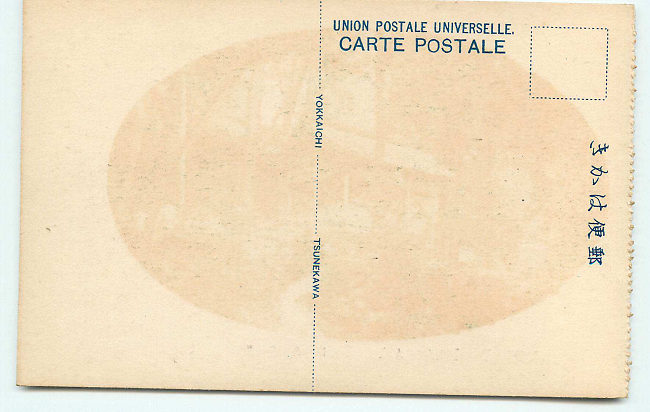 UNION POSTALE UNIVERSELLE.
CARTE POSTALE
YOKKAICHI
TSUNEKAWA
きかは便郵